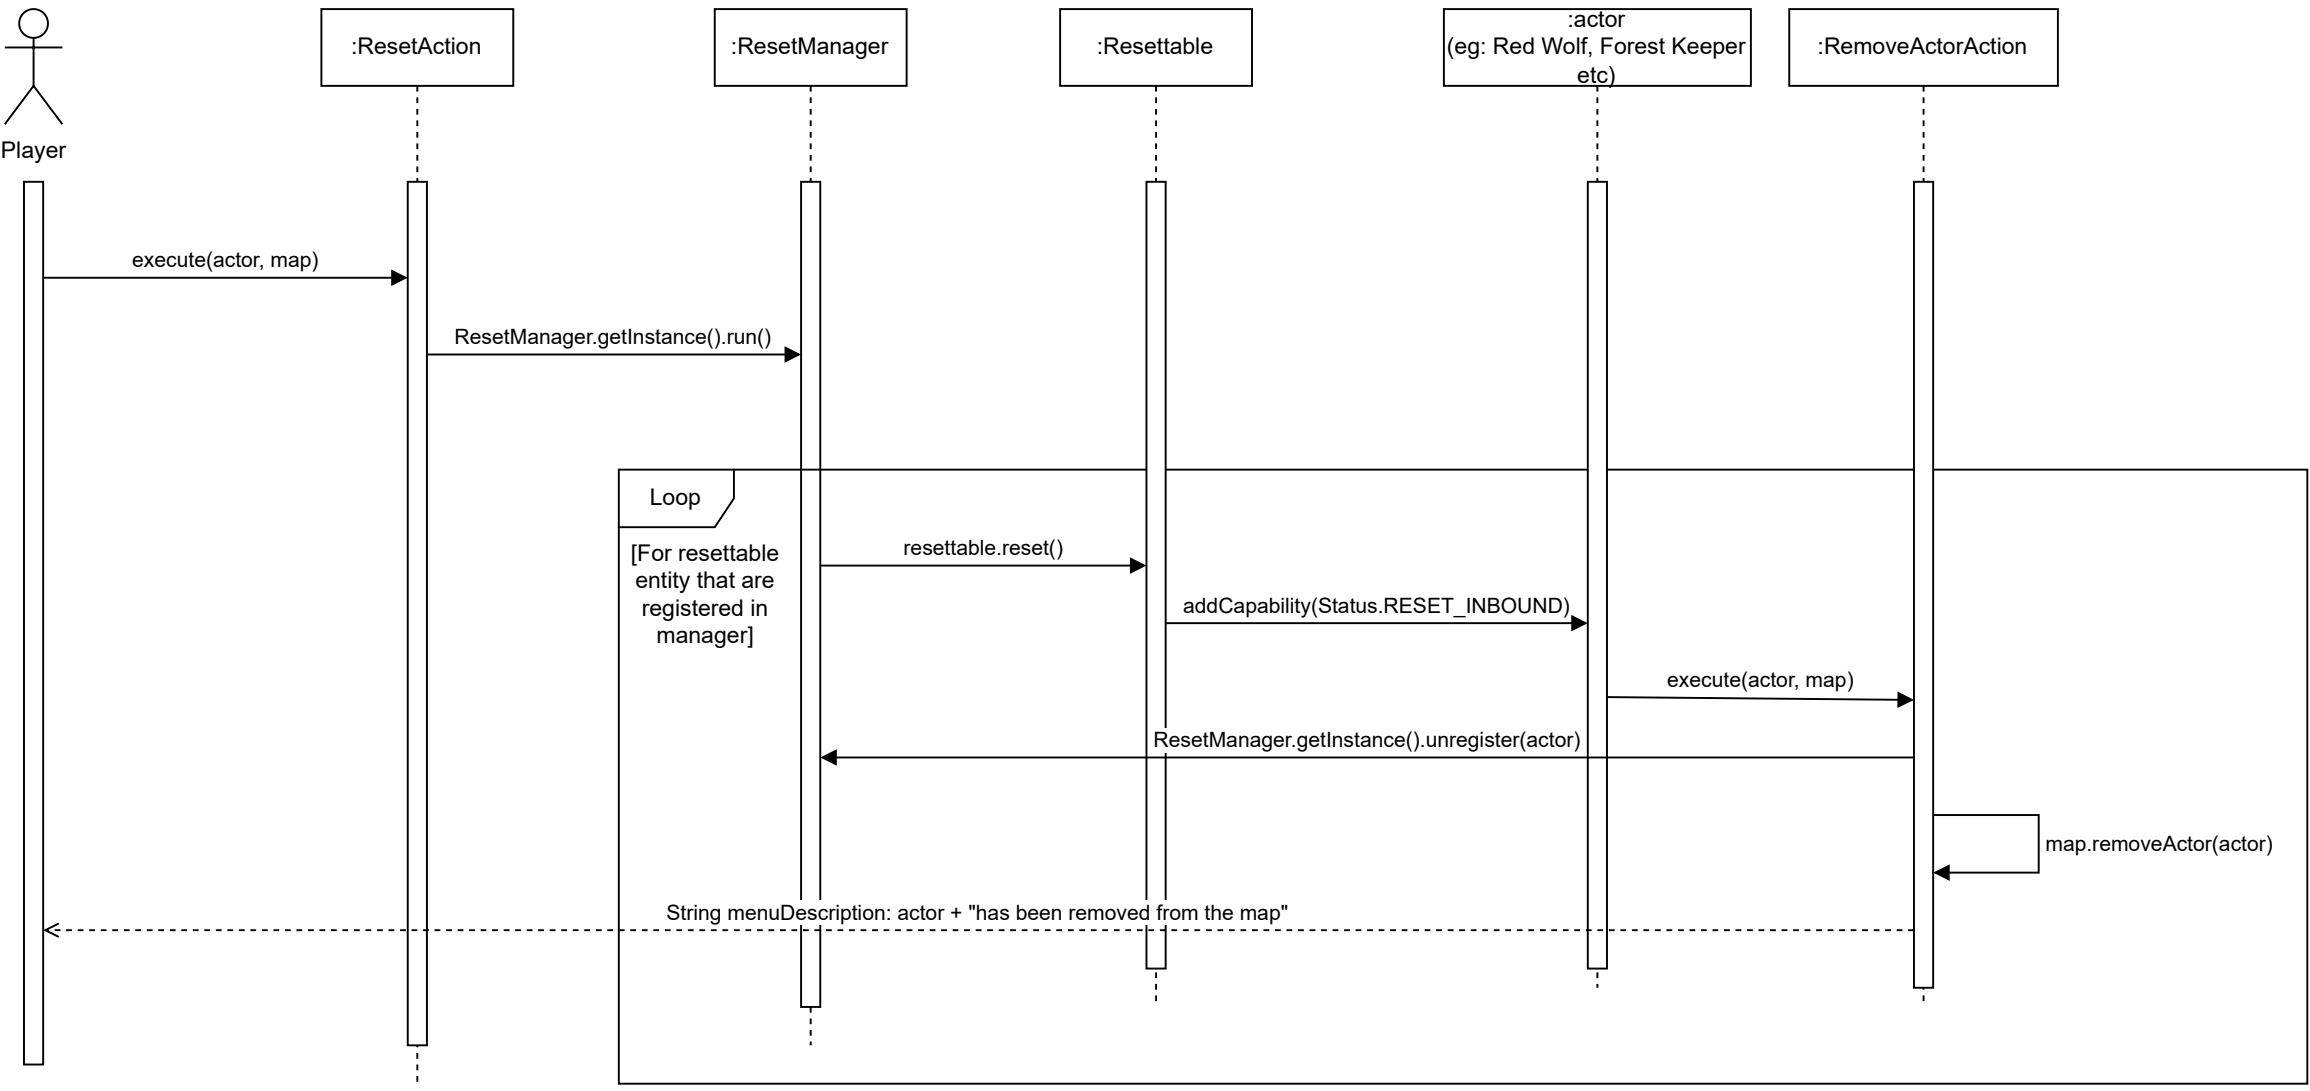 :ResetAction
:ResetManager
:Resettable
:actor
(eg: Red Wolf, Forest Keeper
etc)
:RemoveActorAction
Player
execute(actor, map)
ResetManager.getInstance().run()
Loop
[For resettable
entity that are
registered in
manager]
resettable.reset()
addCapability(Status.RESET_INBOUND)
execute(actor, map)
ResetManager.getInstance().unregister(actor)
map.removeActor(actor)
String menuDescription: actor + "has been removed from the map"